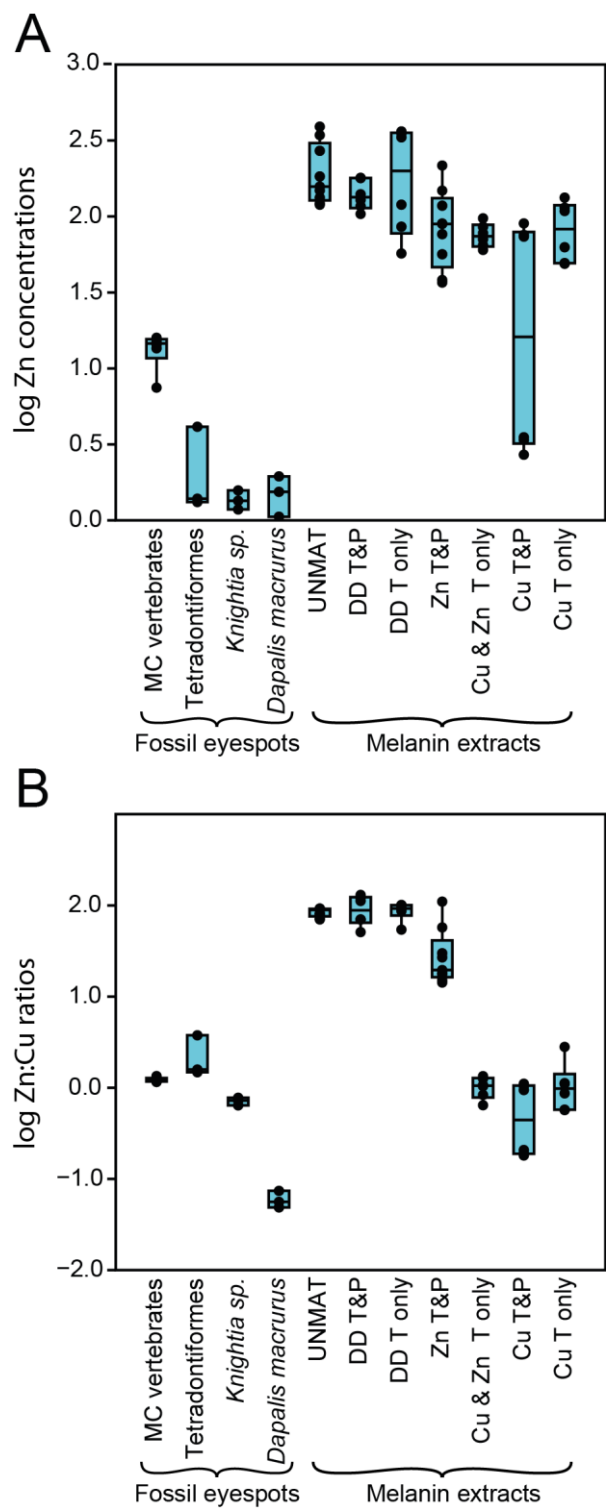 A
log Zn concentrations
3.0
2.5
2.0
1.5
1.0
0.5
0.0
MC vertebrates
Tetradontiformes
Knightia sp.
Dapalis macrurus
UNMAT
DD T&P
DD T only
Zn T&P
Cu & Zn T only
Cu T&P
Cu T only
Fossil eyespots
Melanin extracts
B
log Zn:Cu ratios
2.0
1.0
0.0
−1.0
−2.0
MC vertebrates
Tetradontiformes
Knightia sp.
Dapalis macrurus
UNMAT
DD T&P
DD T only
Zn T&P
Cu & Zn T only
Cu T&P
Cu T only
Fossil eyespots
Melanin extracts